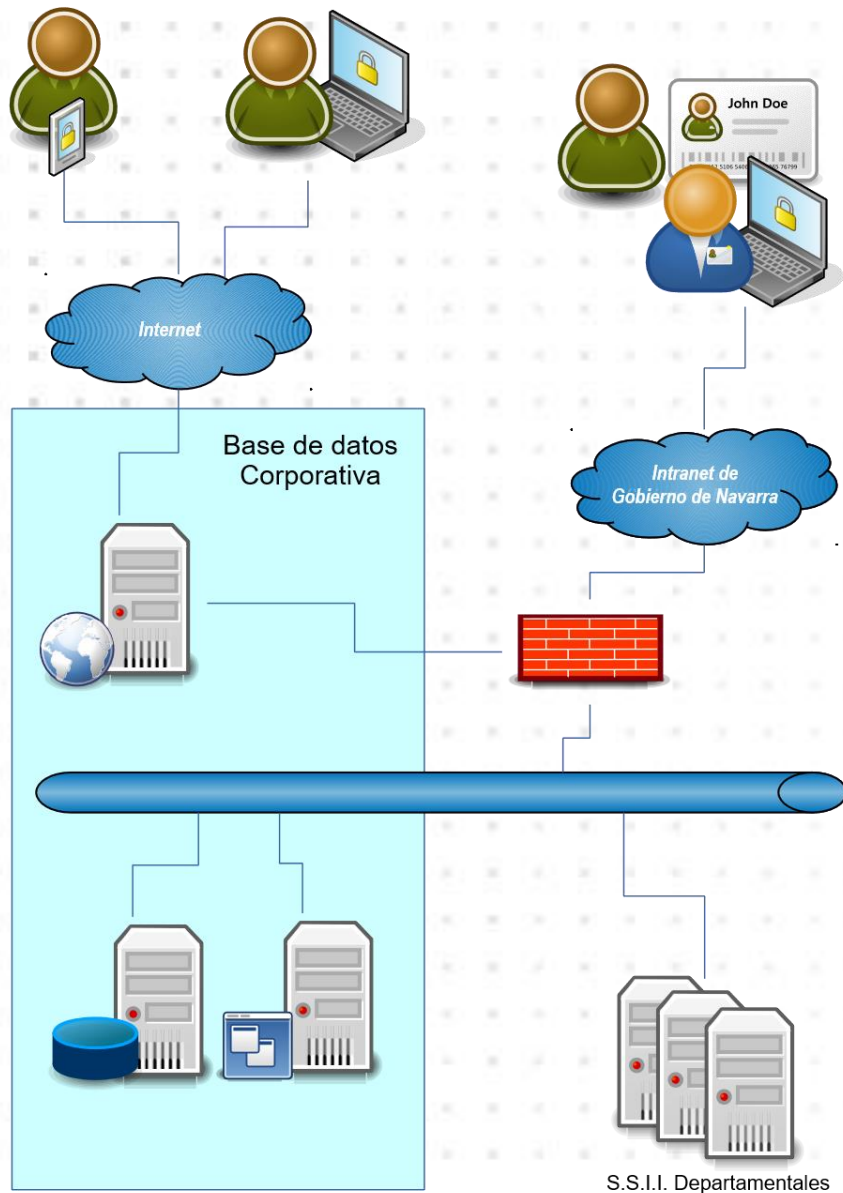 John Doe
Internet
Base de datos
Corporativa
Intranet de
Gobierno de Navarra
S.S.I.I. Departamentales